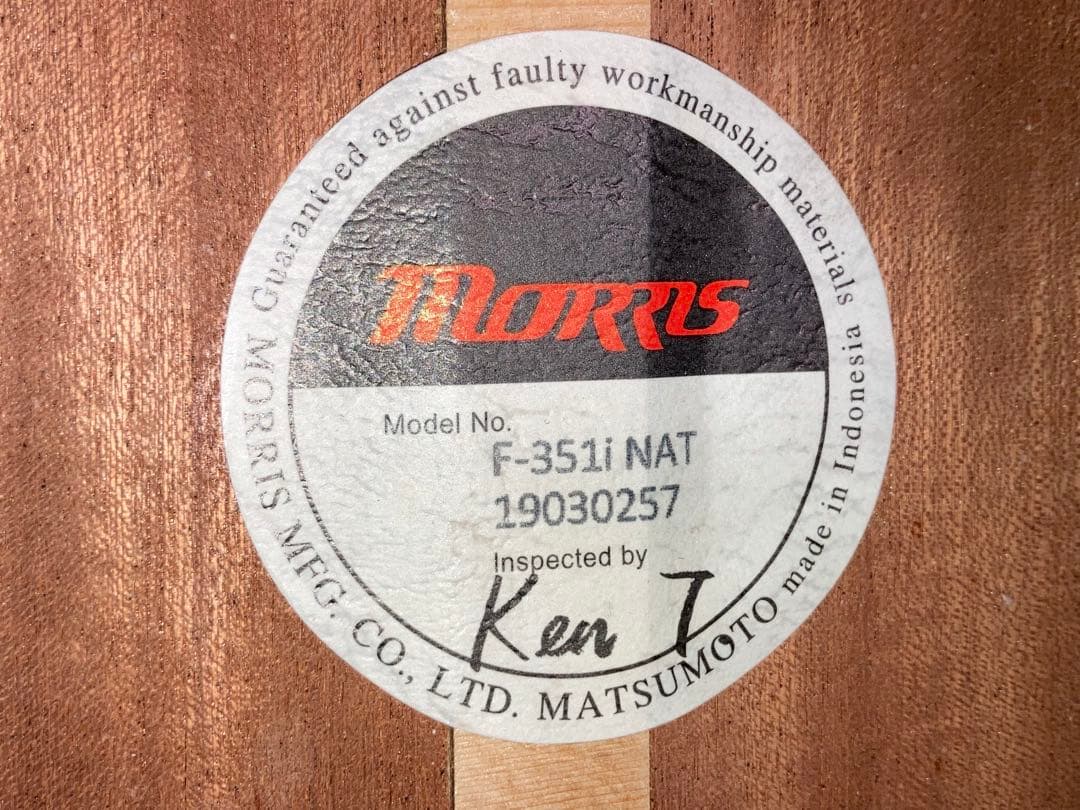 Guaranteed against faulty workmanship materials
MORRIS
Model No.
F-351i NAT
19030257
Inspected by
Ken T
MORRIS MFG. CO., LTD. MATSUMOTO made in Indonesia